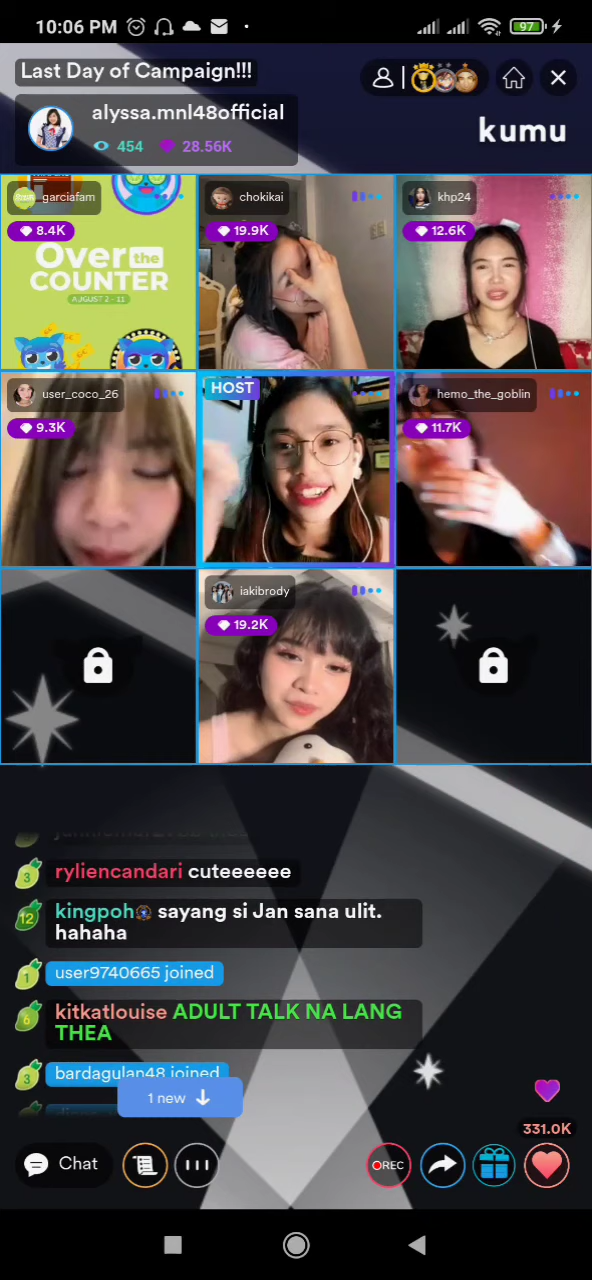 10:06 PM
97
Last Day of Campaign!!!
alyssa.mnl48official
454 28.56K
kumu
garciafam
8.4K
Over the
COUNTER
AUGUST 2 - 11
chokikai
19.9K
khp24
12.6K
user_coco_26
9.3K
HOST
hemo_the_goblin
11.7K
iakibrody
19.2K
3 ryliencandari cuteeeeee
12 kingpoh sayang si Jan sana ulit.
hahaha
1 user9740665 joined
6 kitkatlouise ADULT TALK NA LANG
THEA
3 bardagulan48 joined
1 new
331.0K
Chat
REC